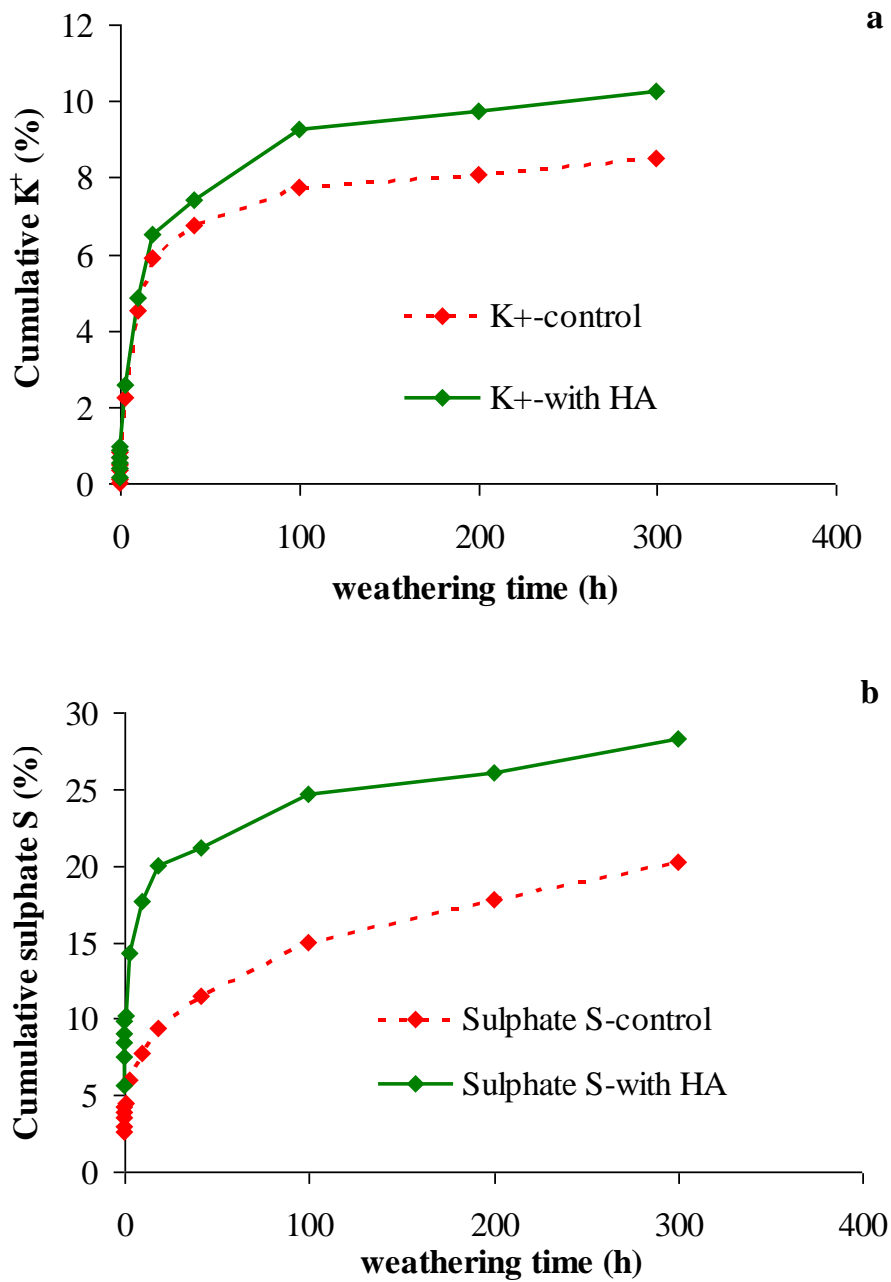 a
12
10
8
6
4
2
0
Cumulative K⁺ (%)
K+-control
K+-with HA
0 100 200 300 400
weathering time (h)
b
30
25
20
15
10
5
0
Cumulative sulphate S (%)
Sulphate S-control
Sulphate S-with HA
0 100 200 300 400
weathering time (h)